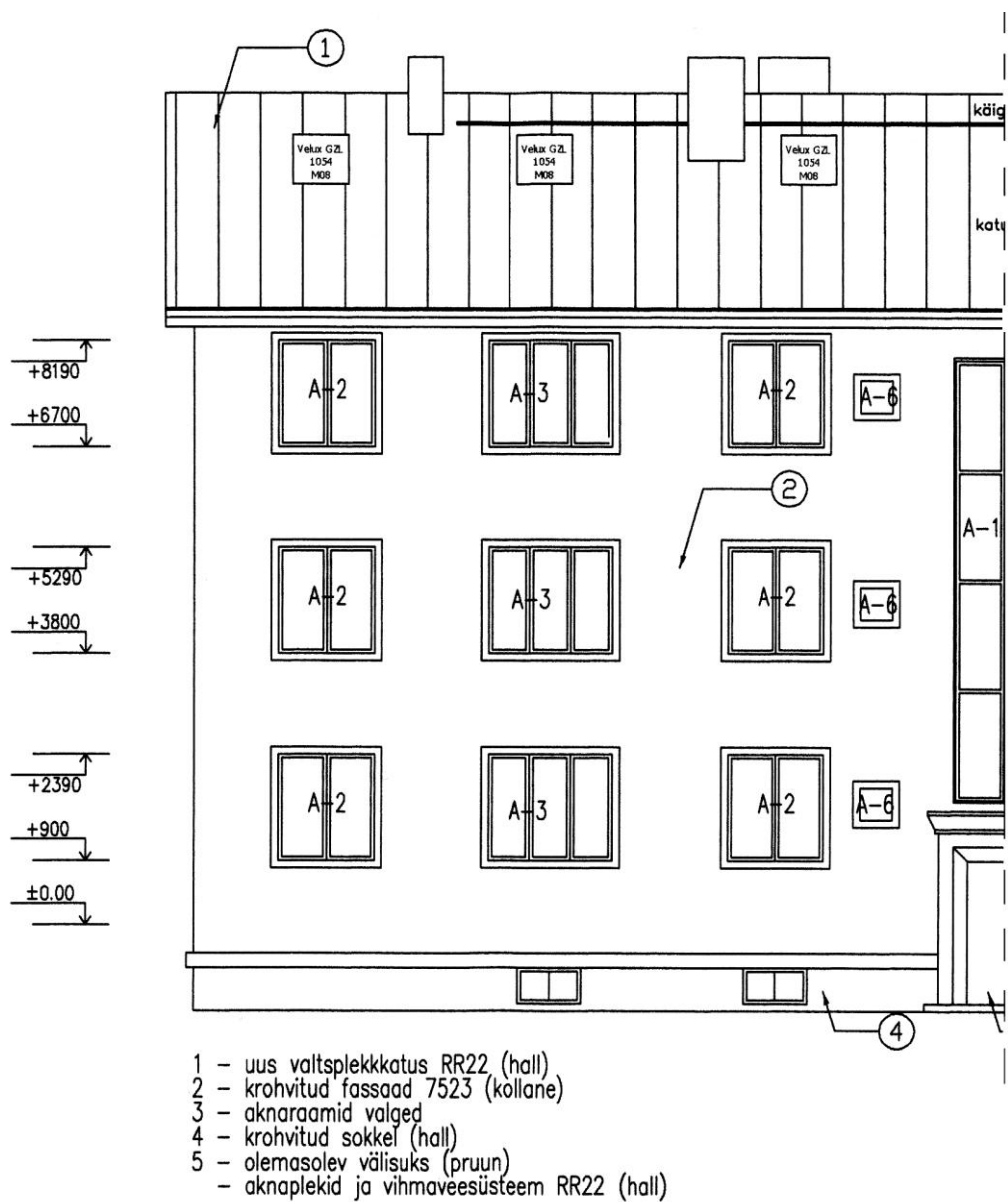 1
käig
Velux GZL
1054
M08
Velux GZL
1054
M08
Velux GZL
1054
M08
katu
+8190
+6700
A-2
A-3
A-2
A-6
2
A-1
+5290
+3800
A-2
A-3
A-2
A-6
+2390
+900
±0.00
A-2
A-3
A-2
A-6
4
1 - uus valtsplekkkatus RR22 (hall)
2 - krohvitud fassaad 7523 (kollane)
3 - aknaraamid valged
4 - krohvitud sokkel (hall)
5 - olemasolev välisuks (pruun)
- aknaplekid ja vihmaveesüsteem RR22 (hall)